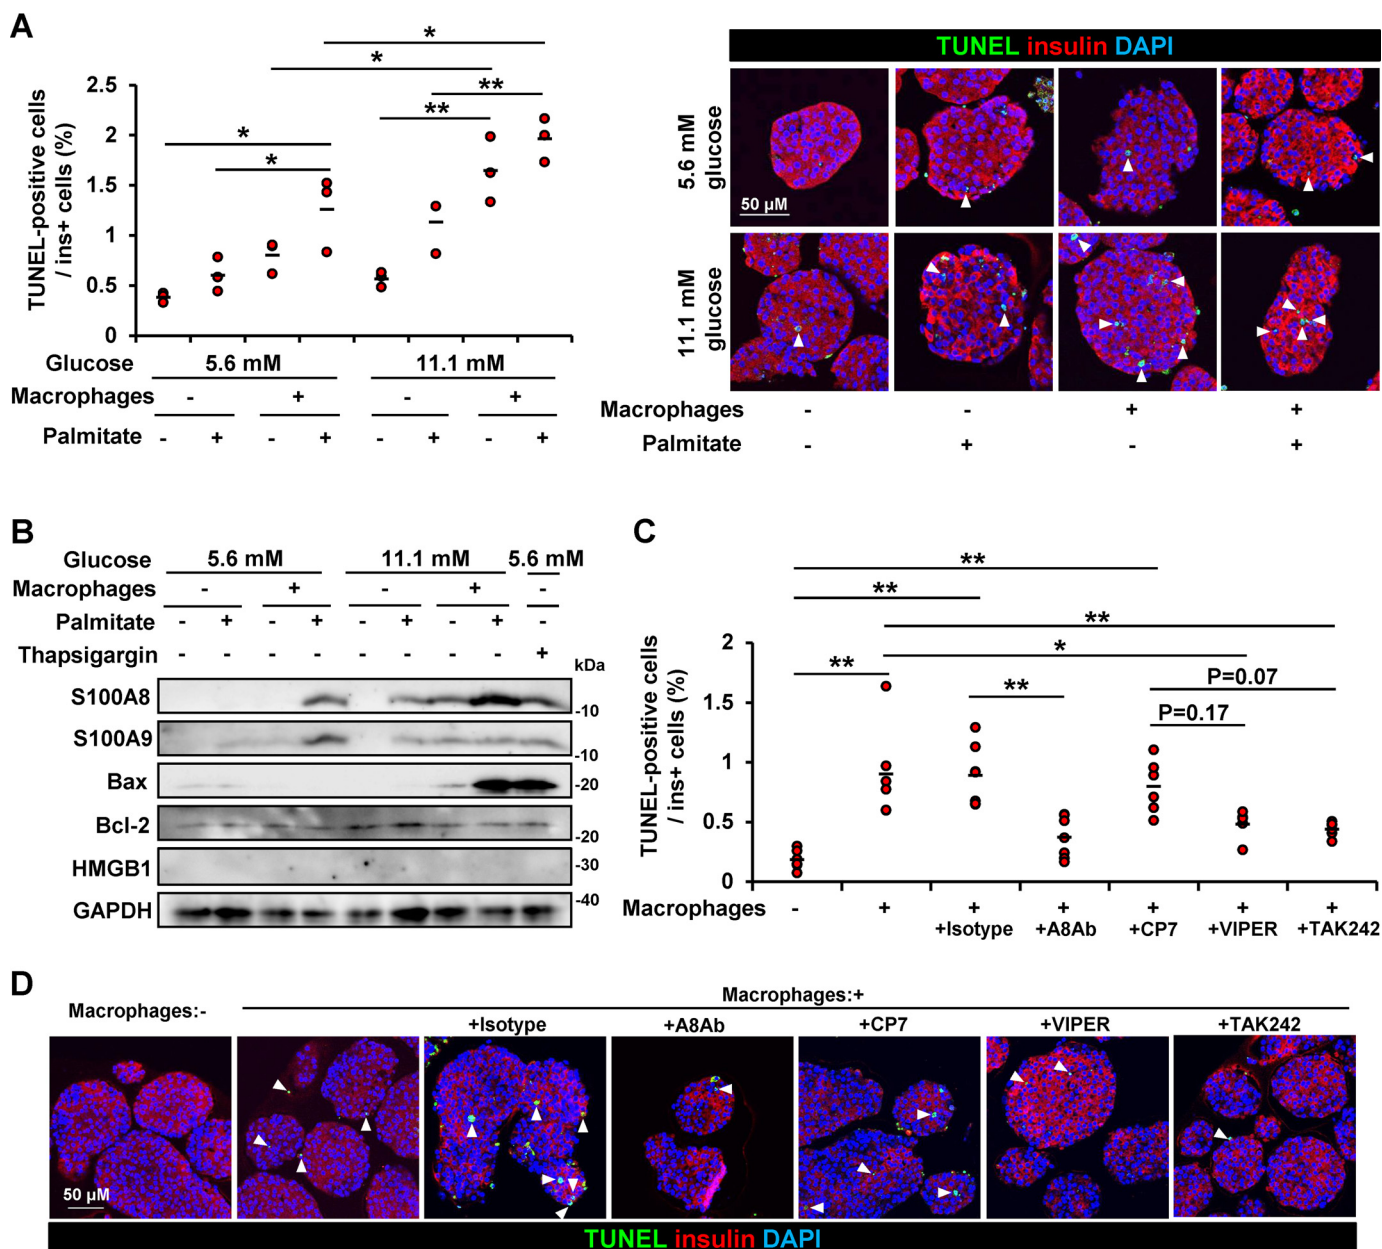 A
TUNEL-positive cells
/ ins+ cells (%)
2.5
2
1.5
1
0.5
0
* * * * ** **
Glucose 5.6 mM 11.1 mM
Macrophages - + - +
Palmitate - + - + - + - +
TUNEL insulin DAPI
5.6 mM
glucose
50 μM
11.1 mM
glucose
Macrophages - - + +
Palmitate - + - +
B
Glucose 5.6 mM 11.1 mM 5.6 mM
Macrophages - + - + -
Palmitate - + - + - + - + -
Thapsigargin - - - - - - - - +
kDa
S100A8 -10
S100A9 -10
Bax -20
Bcl-2 -20
HMGB1 -30
GAPDH -40
C
TUNEL-positive cells
/ ins+ cells (%)
2
1.5
1
0.5
0
**
**
**
*
**
**
P=0.07
P=0.17
Macrophages - + + + + + +
+Isotype +A8Ab +CP7 +VIPER +TAK242
D
Macrophages:- Macrophages:+
+Isotype +A8Ab +CP7 +VIPER +TAK242
50 μM
TUNEL insulin DAPI